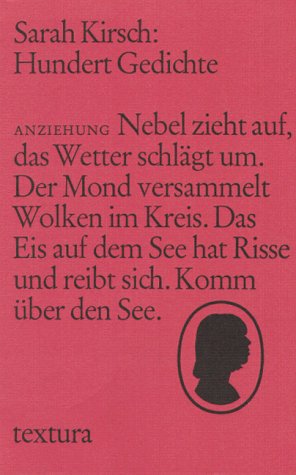 Sarah Kirsch:
Hundert Gedichte
ANZIEHUNG Nebel zieht auf,
das Wetter schlägt um.
Der Mond versammelt
Wolken im Kreis. Das
Eis auf dem See hat Risse
und reibt sich. Komm
über den See.
textura